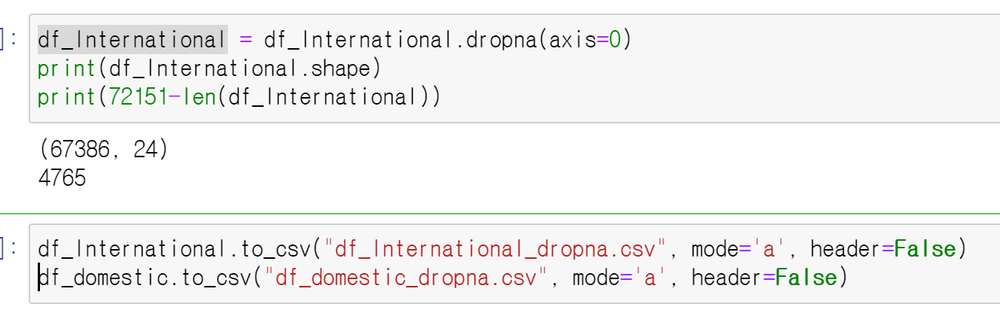 ]: df_International = df_International.dropna(axis=0)
print(df_International.shape)
print(72151-len(df_International))
(67386, 24)
4765
]: df_International.to_csv("df_International_dropna.csv", mode='a', header=False)
df_domestic.to_csv("df_domestic_dropna.csv", mode='a', header=False)